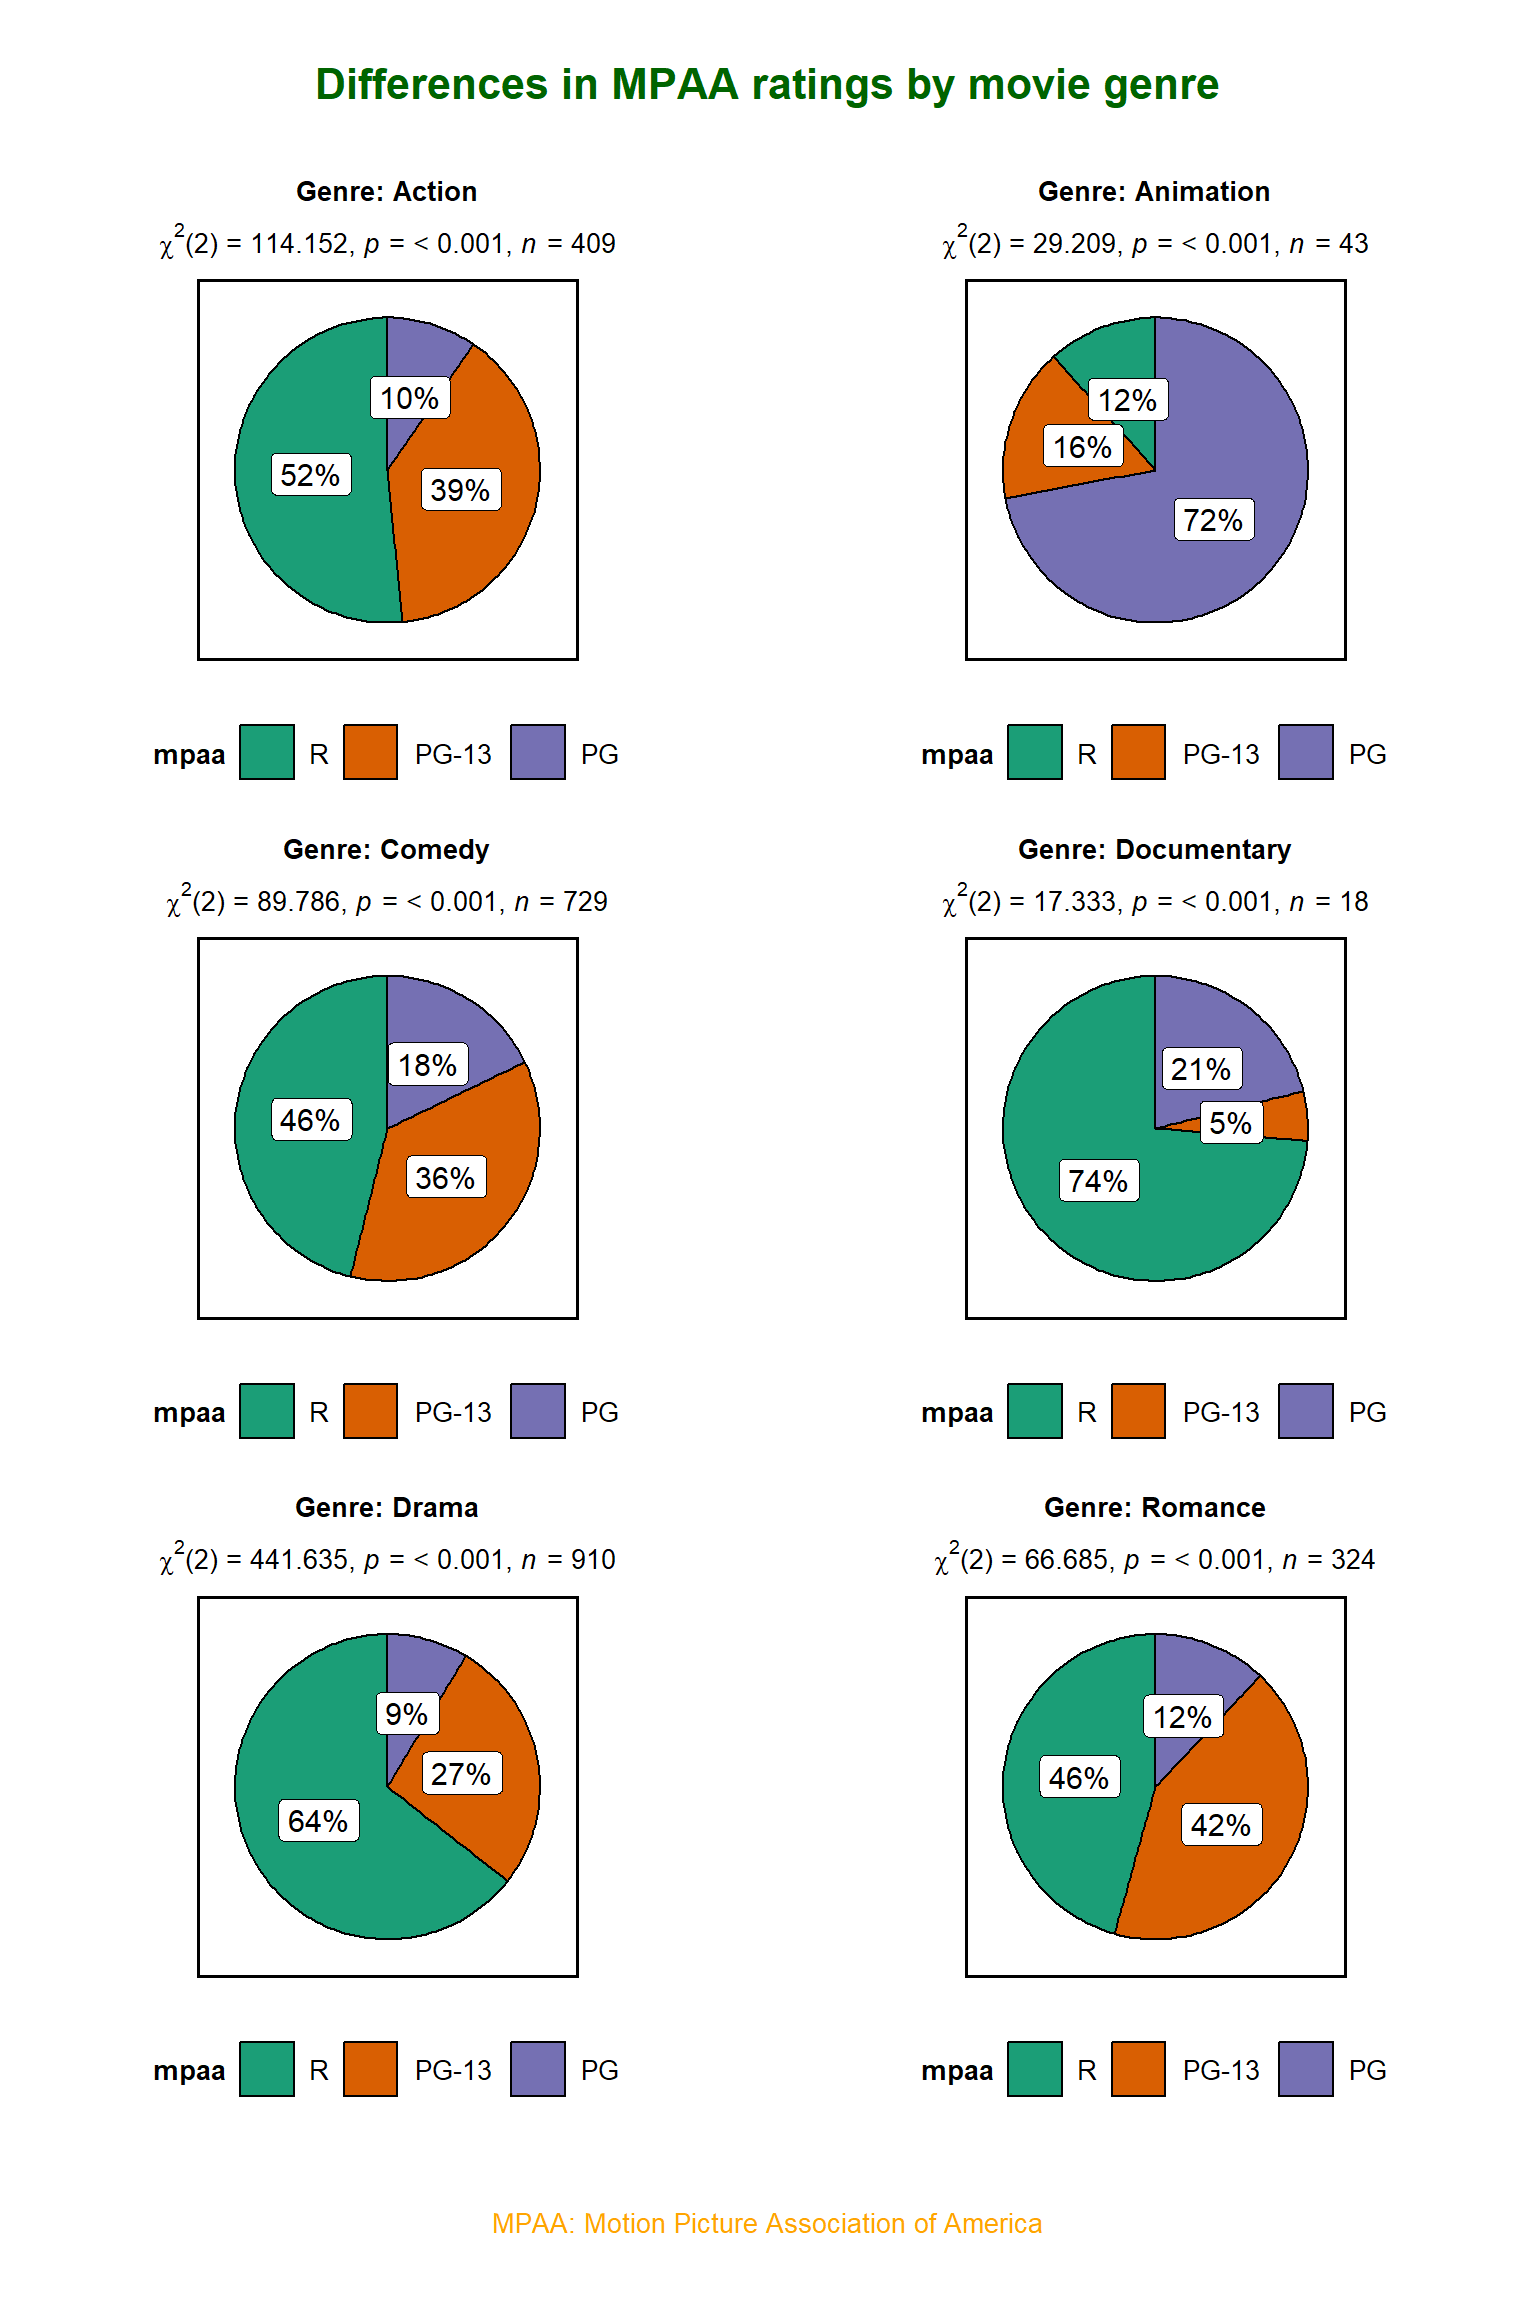 Differences in MPAA ratings by movie genre
Genre: Action
χ²(2) = 114.152, p = < 0.001, n = 409
10%
52%
39%
mpaa R PG-13 PG
Genre: Animation
χ²(2) = 29.209, p = < 0.001, n = 43
12%
16%
72%
mpaa R PG-13 PG
Genre: Comedy
χ²(2) = 89.786, p = < 0.001, n = 729
18%
46%
36%
mpaa R PG-13 PG
Genre: Documentary
χ²(2) = 17.333, p = < 0.001, n = 18
21%
5%
74%
mpaa R PG-13 PG
Genre: Drama
χ²(2) = 441.635, p = < 0.001, n = 910
9%
27%
64%
mpaa R PG-13 PG
Genre: Romance
χ²(2) = 66.685, p = < 0.001, n = 324
12%
46%
42%
mpaa R PG-13 PG
MPAA: Motion Picture Association of America